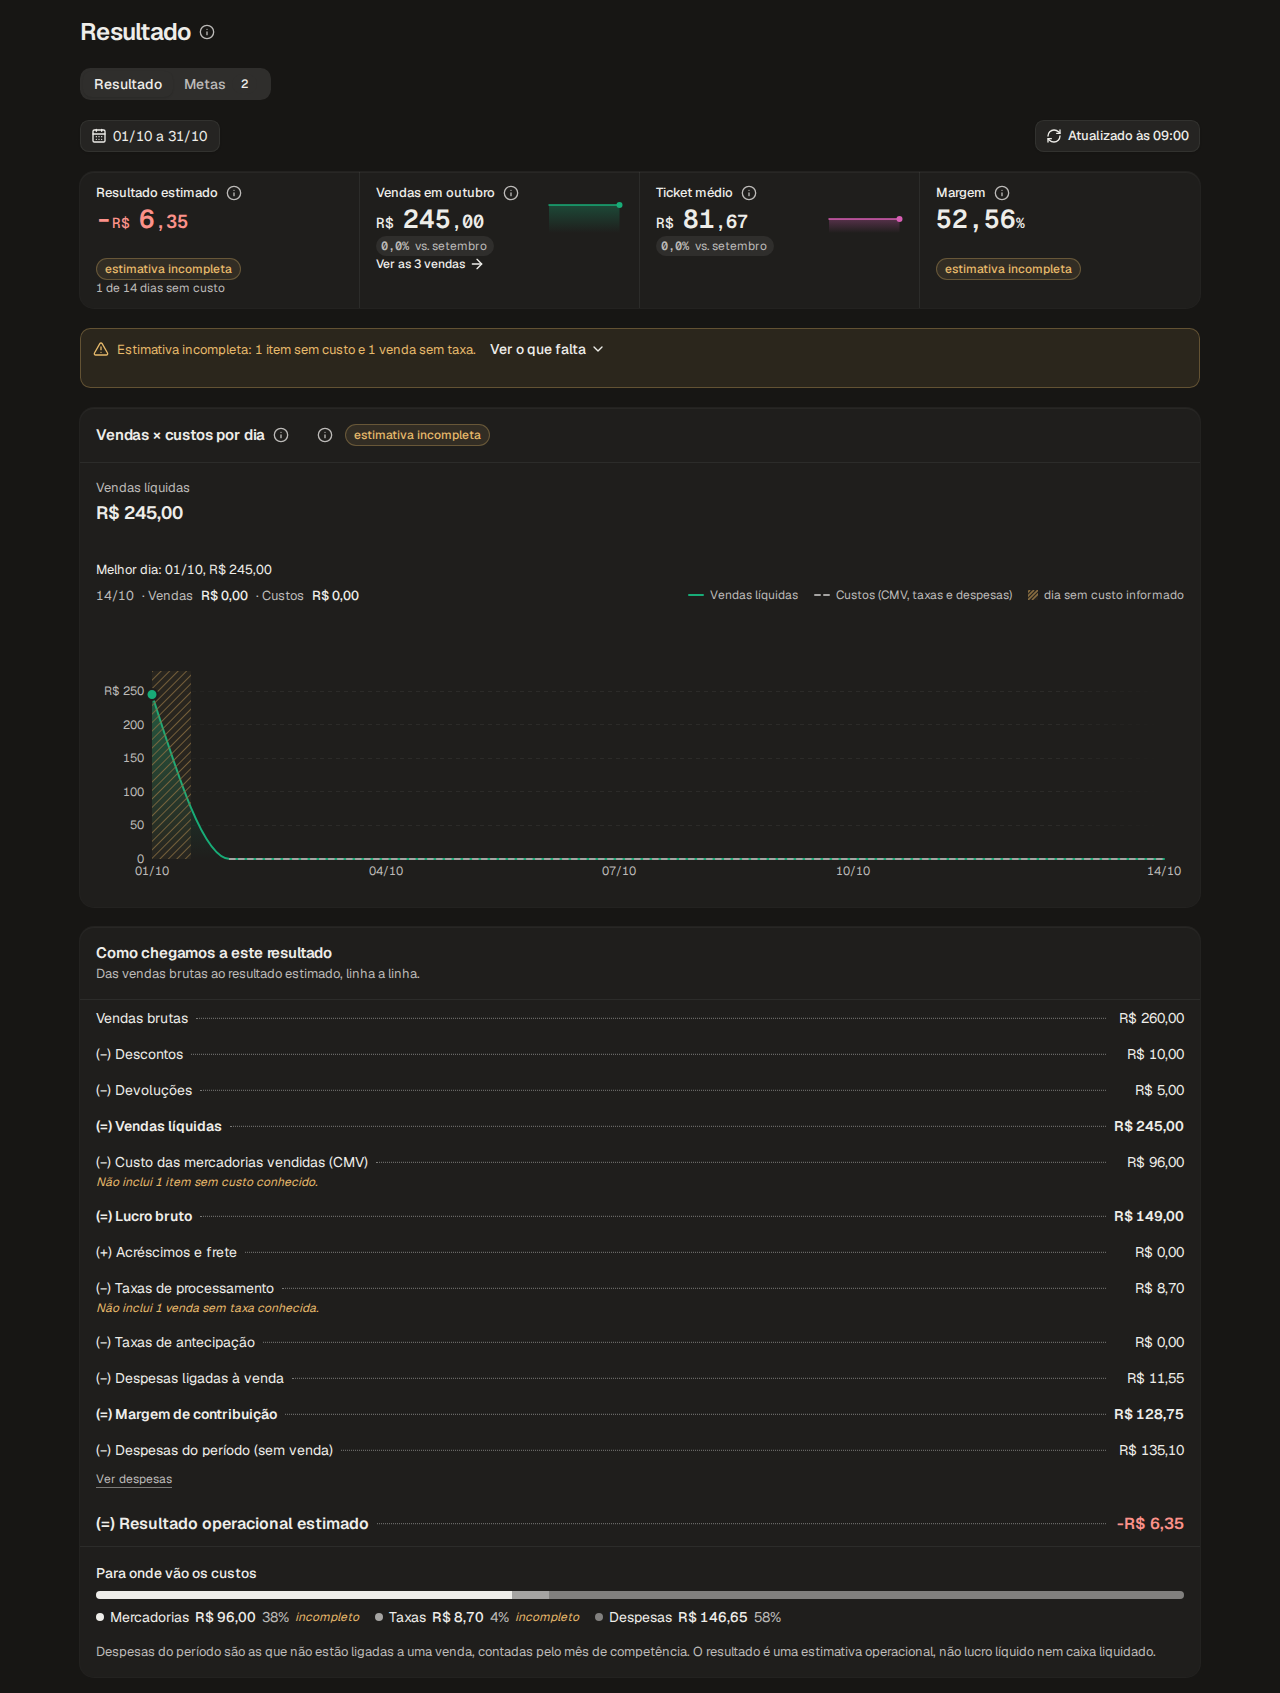 Resultado
Resultado Metas 2
01/10 a 31/10
Atualizado às 09:00
Resultado estimado
-R$ 6,35
estimativa incompleta
1 de 14 dias sem custo
Vendas em outubro
R$ 245,00
0,0% vs. setembro
Ver as 3 vendas
Ticket médio
R$ 81,67
0,0% vs. setembro
Margem
52,56%
estimativa incompleta
Estimativa incompleta: 1 item sem custo e 1 venda sem taxa. Ver o que falta
Vendas × custos por dia estimativa incompleta
Vendas líquidas
R$ 245,00
Melhor dia: 01/10, R$ 245,00
14/10 · Vendas R$ 0,00 · Custos R$ 0,00
Vendas líquidas Custos (CMV, taxas e despesas) dia sem custo informado
R$ 250
200
150
100
50
0
01/10 04/10 07/10 10/10 14/10
Como chegamos a este resultado
Das vendas brutas ao resultado estimado, linha a linha.
Vendas brutas R$ 260,00
(−) Descontos R$ 10,00
(−) Devoluções R$ 5,00
(=) Vendas líquidas R$ 245,00
(−) Custo das mercadorias vendidas (CMV) R$ 96,00
Não inclui 1 item sem custo conhecido.
(=) Lucro bruto R$ 149,00
(+) Acréscimos e frete R$ 0,00
(−) Taxas de processamento R$ 8,70
Não inclui 1 venda sem taxa conhecida.
(−) Taxas de antecipação R$ 0,00
(−) Despesas ligadas à venda R$ 11,55
(=) Margem de contribuição R$ 128,75
(−) Despesas do período (sem venda) R$ 135,10
Ver despesas
(=) Resultado operacional estimado -R$ 6,35
Para onde vão os custos
Mercadorias R$ 96,00 38% incompleto Taxas R$ 8,70 4% incompleto Despesas R$ 146,65 58%
Despesas do período são as que não estão ligadas a uma venda, contadas pelo mês de competência. O resultado é uma estimativa operacional, não lucro líquido nem caixa liquidado.